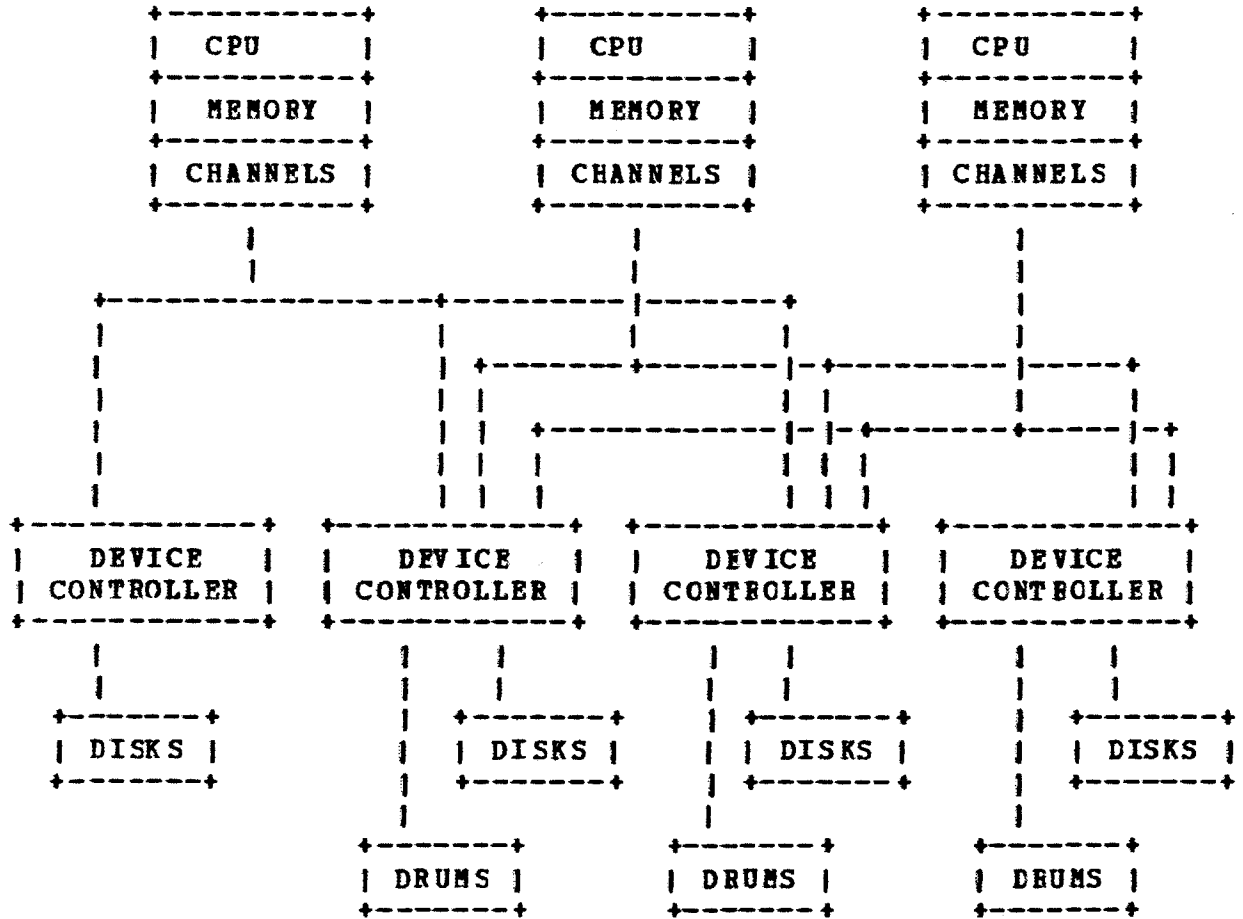 CPU CPU CPU
MEMORY MEMORY MEMORY
CHANNELS CHANNELS CHANNELS
DEVICE DEVICE DEVICE DEVICE
CONTROLLER CONTROLLER CONTROLLER CONTROLLER
DISKS DISKS DISKS DISKS
DRUMS DRUMS DRUMS